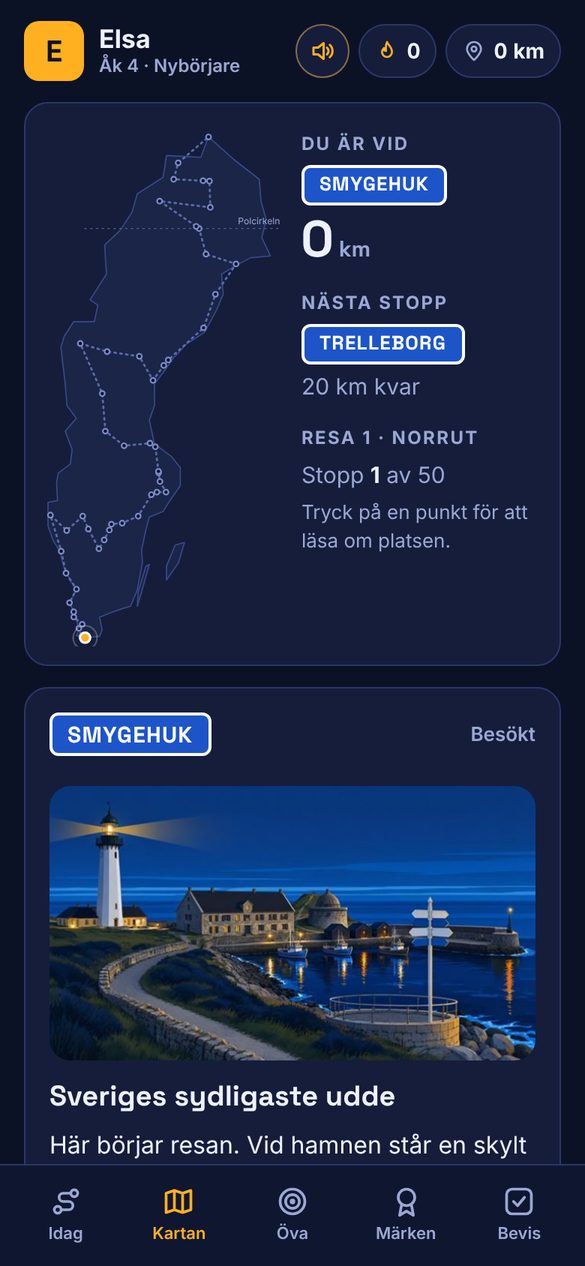 E
Elsa
Åk 4 · Nybörjare
0
0 km
Polcirkeln
DU ÄR VID
SMYGEHUK
0 km
NÄSTA STOPP
TRELLEBORG
20 km kvar
RESA 1 · NORRUT
Stopp 1 av 50
Tryck på en punkt för att
läsa om platsen.
SMYGEHUK
Besökt
Sveriges sydligaste udde
Här börjar resan. Vid hamnen står en skylt
Idag
Kartan
Öva
Märken
Bevis